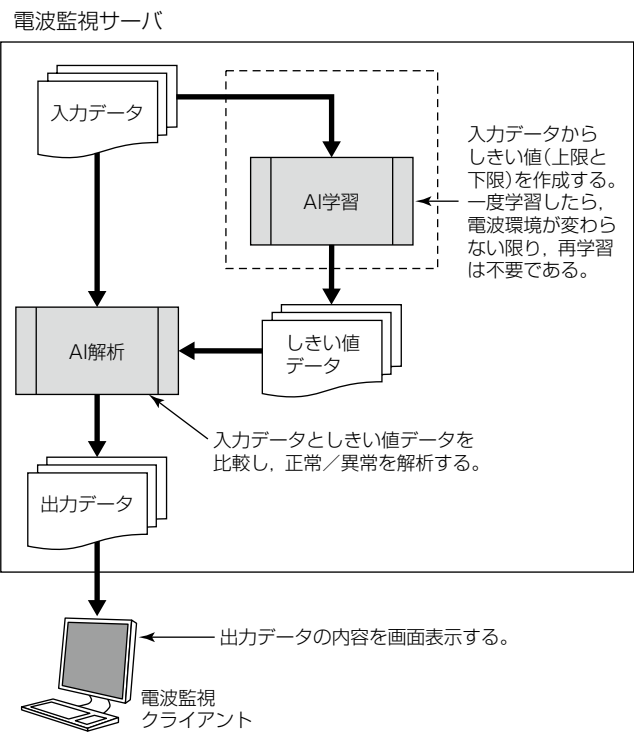 電波監視サーバ
入力データ
AI学習
入力データから
しきい値(上限と
下限)を作成する。
一度学習したら,
電波環境が変わら
ない限り, 再学習
は不要である。
AI解析
しきい値
データ
入力データとしきい値データを
比較し, 正常／異常を解析する。
出力データ
出力データの内容を画面表示する。
電波監視
クライアント